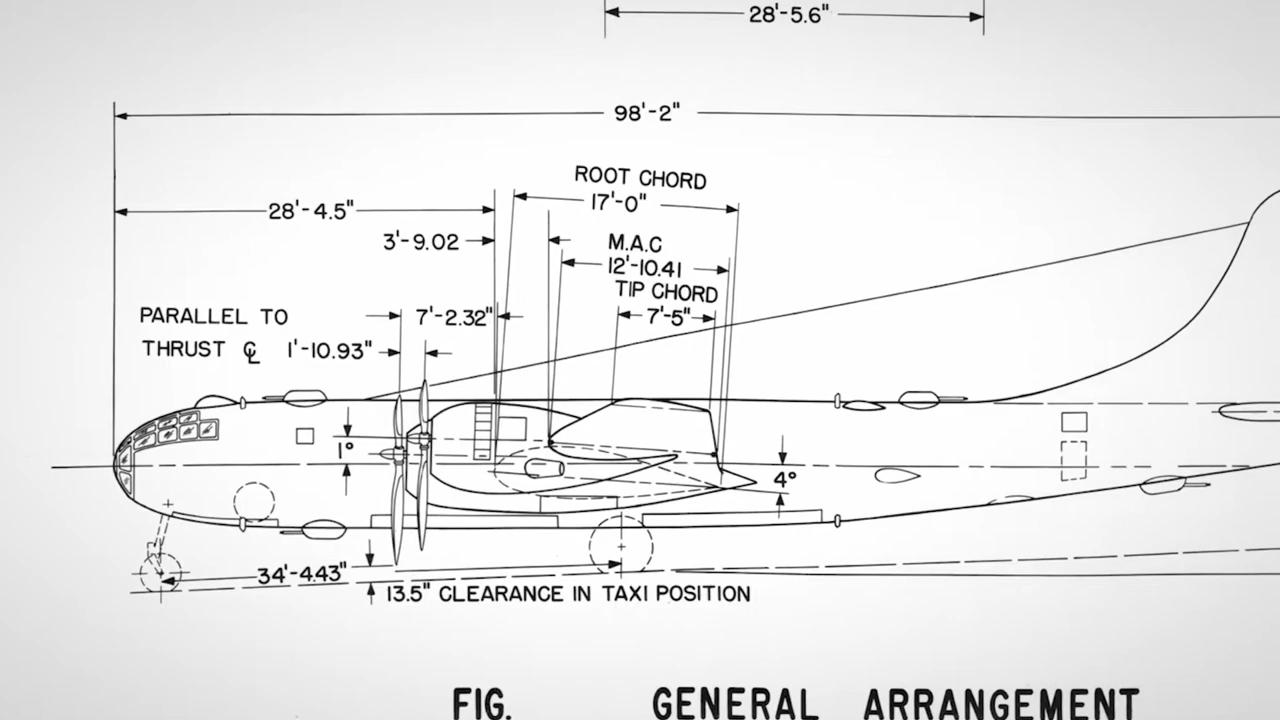 28'-5.6"
98'-2"
ROOT CHORD
17'-0"
28'-4.5"
3'-9.02
M.A.C
12'-10.41
TIP CHORD
7'-5"
PARALLEL TO
7'-2.32"
THRUST ℄ 1'-10.93"
1°
4°
34'-4.43"
13.5" CLEARANCE IN TAXI POSITION
FIG. GENERAL ARRANGEMENT